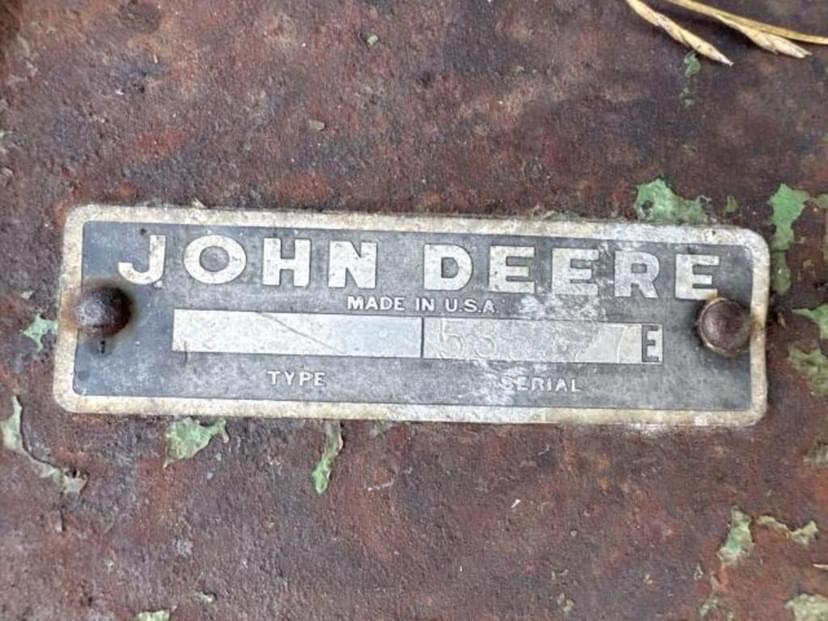 JOHN DEERE
MADE IN U.S.A.
E
TYPE SERIAL